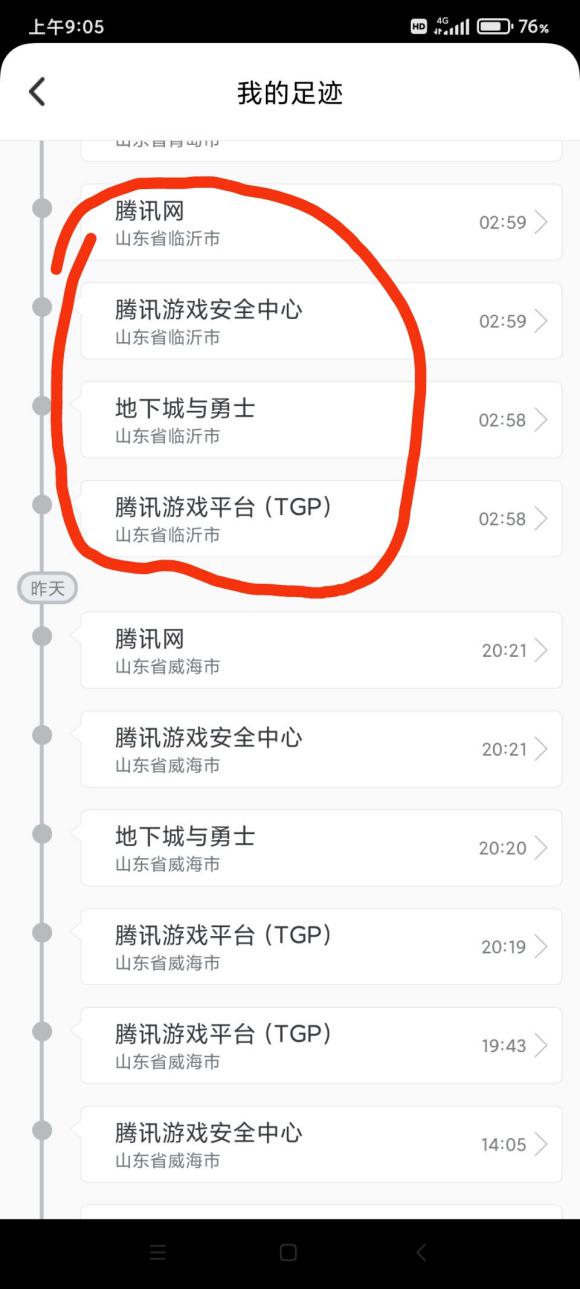 上午9:05
HD 4G 76%
我的足迹
山东省青岛市
腾讯网
山东省临沂市
02:59
腾讯游戏安全中心
山东省临沂市
02:59
地下城与勇士
山东省临沂市
02:58
腾讯游戏平台(TGP)
山东省临沂市
02:58
昨天
腾讯网
山东省威海市
20:21
腾讯游戏安全中心
山东省威海市
20:21
地下城与勇士
山东省威海市
20:20
腾讯游戏平台(TGP)
山东省威海市
20:19
腾讯游戏平台(TGP)
山东省威海市
19:43
腾讯游戏安全中心
山东省威海市
14:05